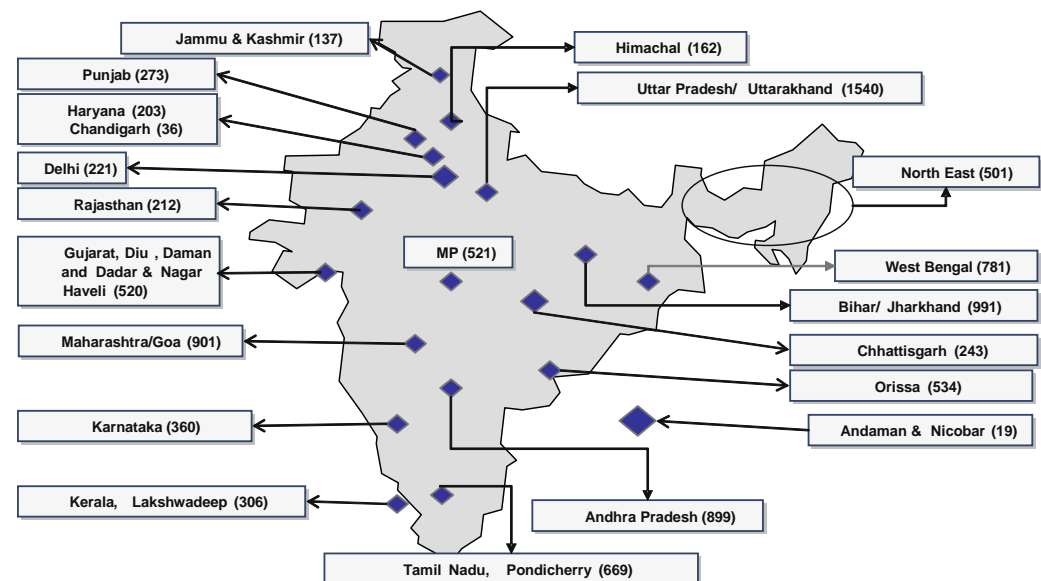 Jammu & Kashmir (137)
Himachal (162)
Punjab (273)
Uttar Pradesh/ Uttarakhand (1540)
Haryana (203)
Chandigarh (36)
Delhi (221)
North East (501)
Rajasthan (212)
Gujarat, Diu , Daman
and Dadar & Nagar
Haveli (520)
MP (521)
West Bengal (781)
Bihar/ Jharkhand (991)
Maharashtra/Goa (901)
Chhattisgarh (243)
Orissa (534)
Karnataka (360)
Andaman & Nicobar (19)
Kerala, Lakshwadeep (306)
Andhra Pradesh (899)
Tamil Nadu, Pondicherry (669)